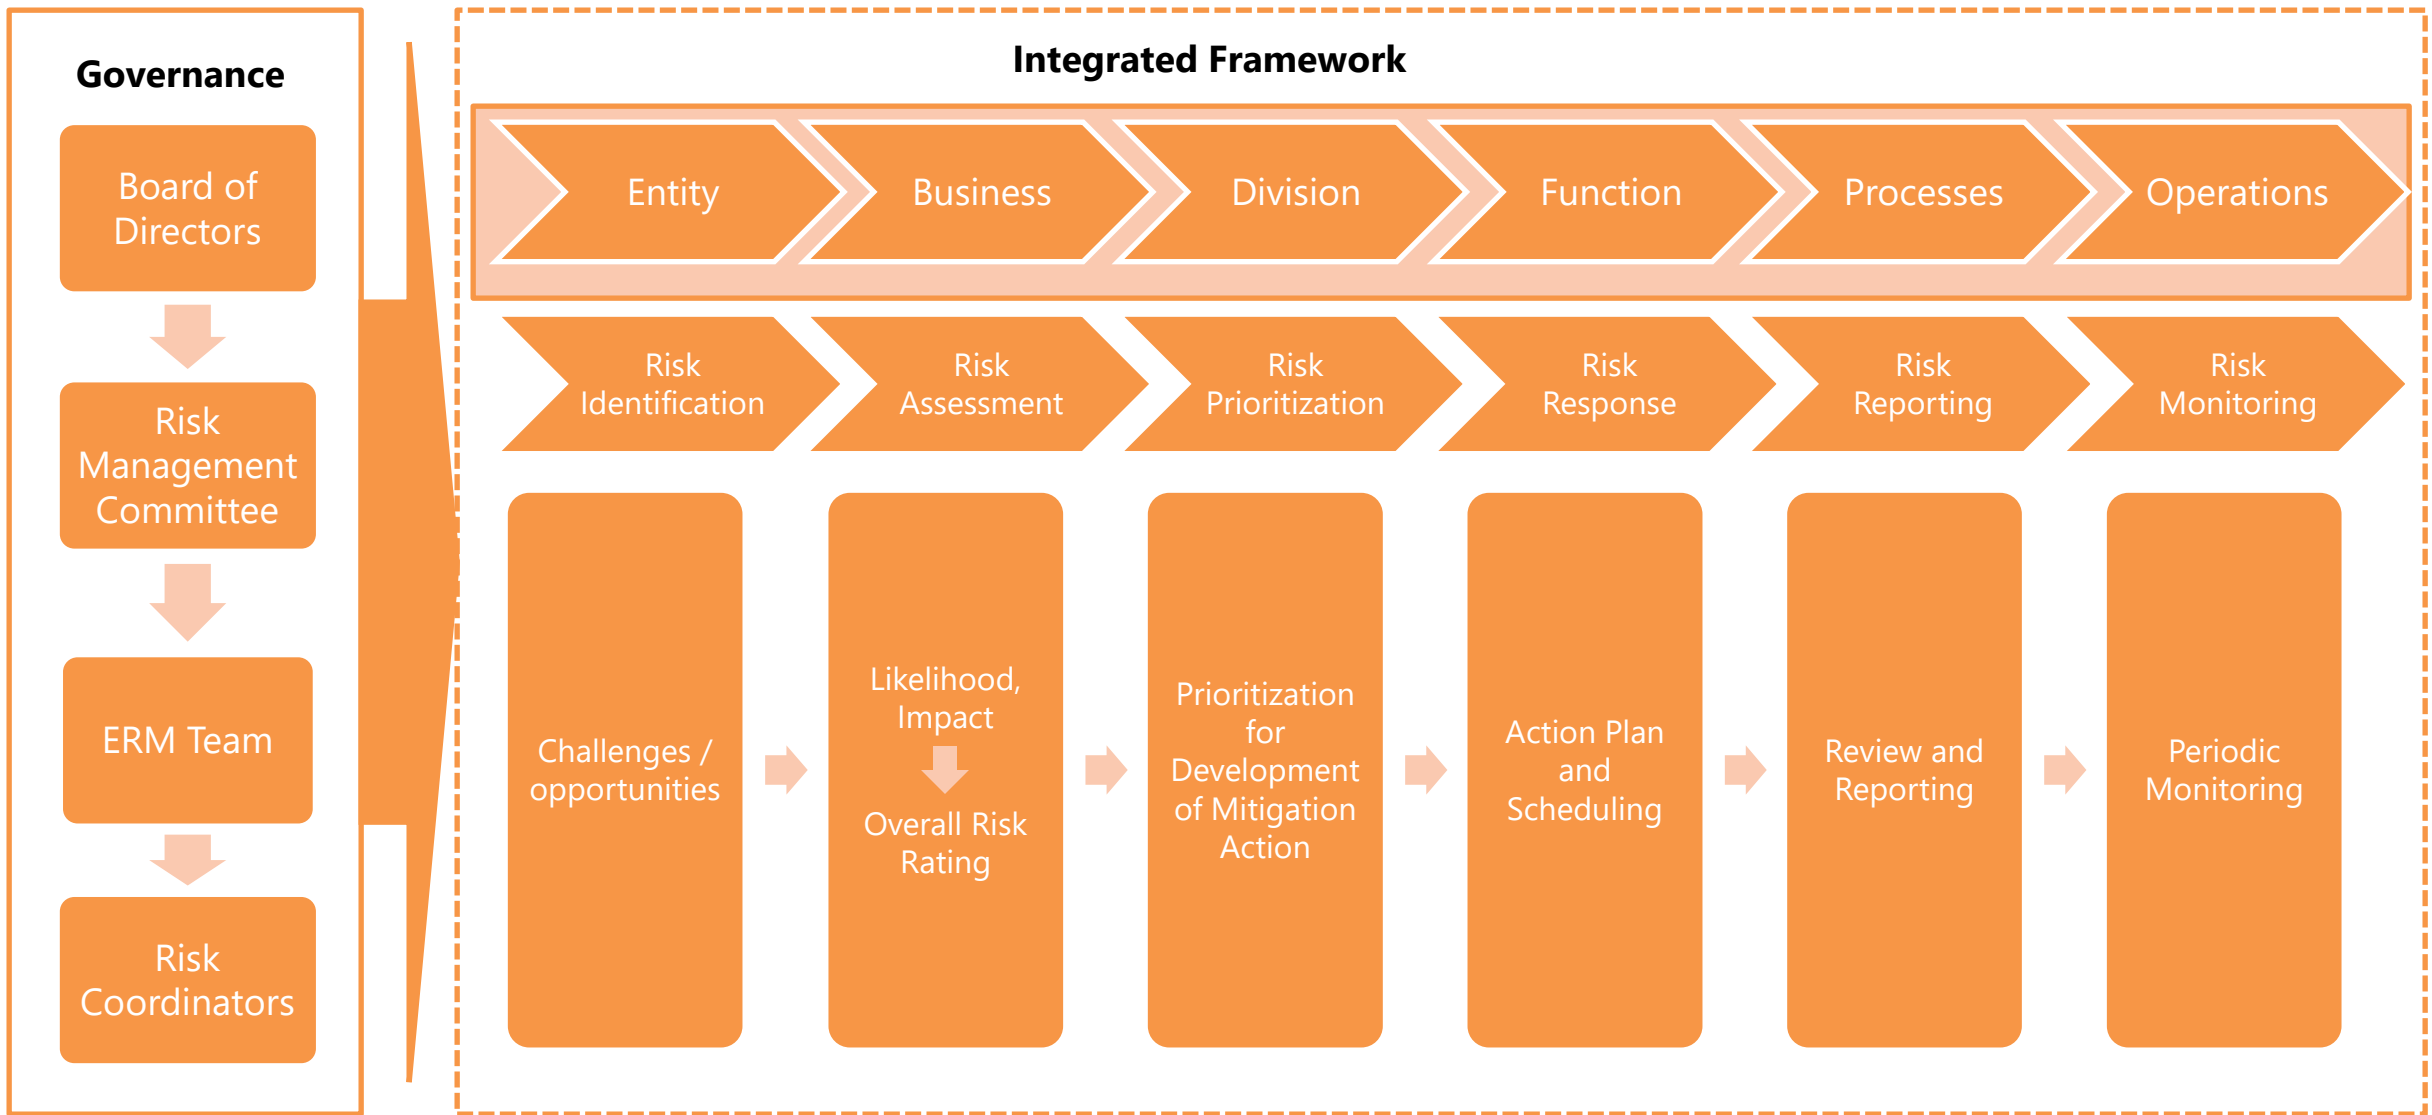 Governance
Board of
Directors
Risk
Management
Committee
ERM Team
Risk
Coordinators
Integrated Framework
Entity
Business
Division
Function
Processes
Operations
Risk
Identification
Risk
Assessment
Risk
Prioritization
Risk
Response
Risk
Reporting
Risk
Monitoring
Challenges /
opportunities
Likelihood,
Impact
Overall Risk
Rating
Prioritization
for
Development
of Mitigation
Action
Action Plan
and
Scheduling
Review and
Reporting
Periodic
Monitoring